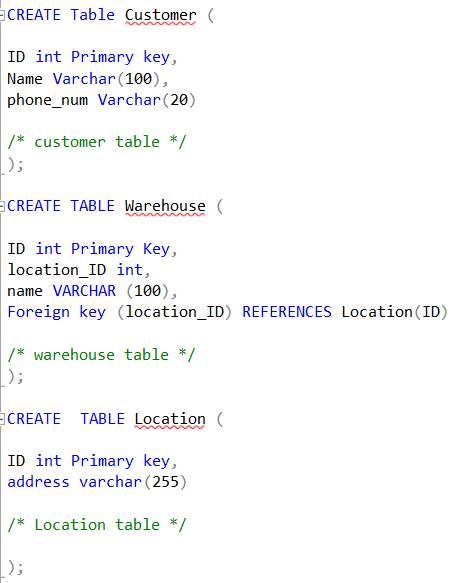 CREATE Table Customer (
ID int Primary key,
Name Varchar(100),
phone_num Varchar(20)
/* customer table */
);
CREATE TABLE Warehouse (
ID int Primary Key,
location_ID int,
name VARCHAR (100),
Foreign key (location_ID) REFERENCES Location(ID)
/* warehouse table */
);
CREATE  TABLE Location (
ID int Primary key,
address varchar(255)
/* Location table */
);